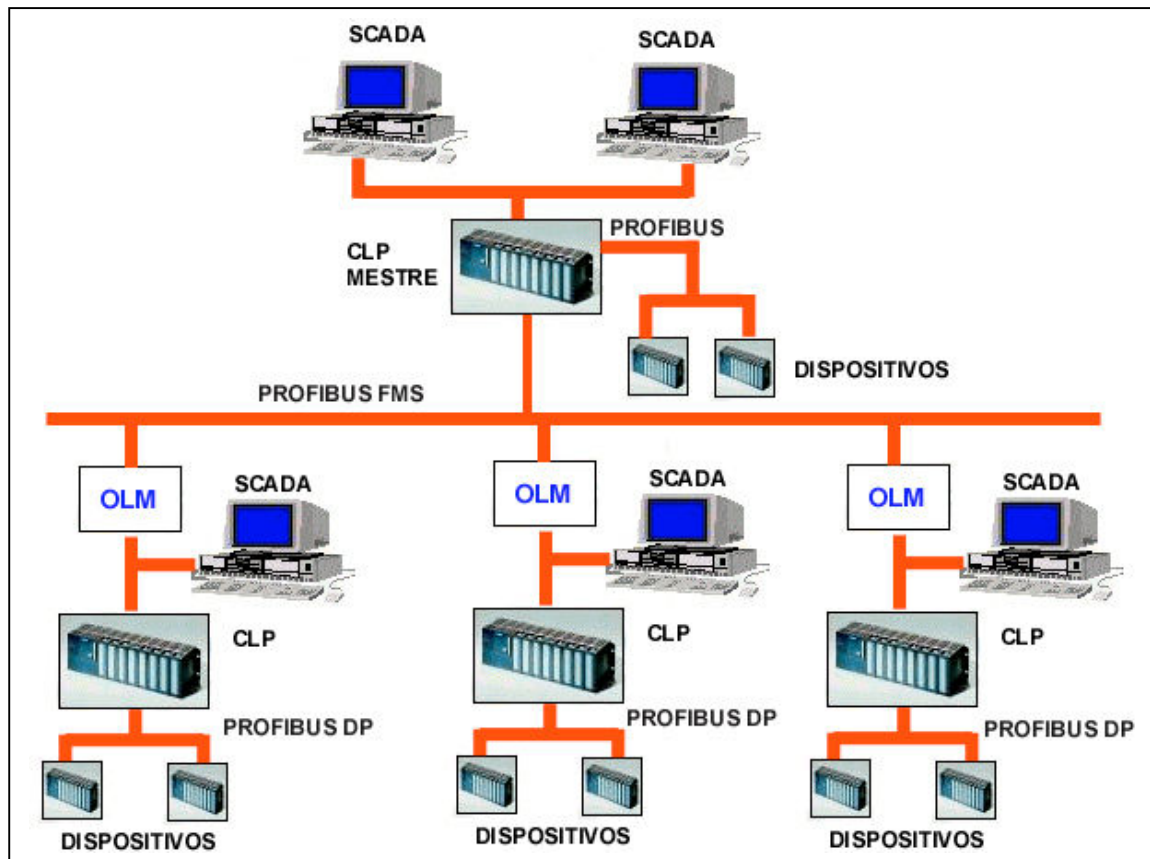 SCADA
SCADA
PROFIBUS
CLP
MESTRE
DISPOSITIVOS
PROFIBUS FMS
OLM
SCADA
OLM
SCADA
OLM
SCADA
CLP
CLP
CLP
PROFIBUS DP
PROFIBUS DP
PROFIBUS DP
DISPOSITIVOS
DISPOSITIVOS
DISPOSITIVOS